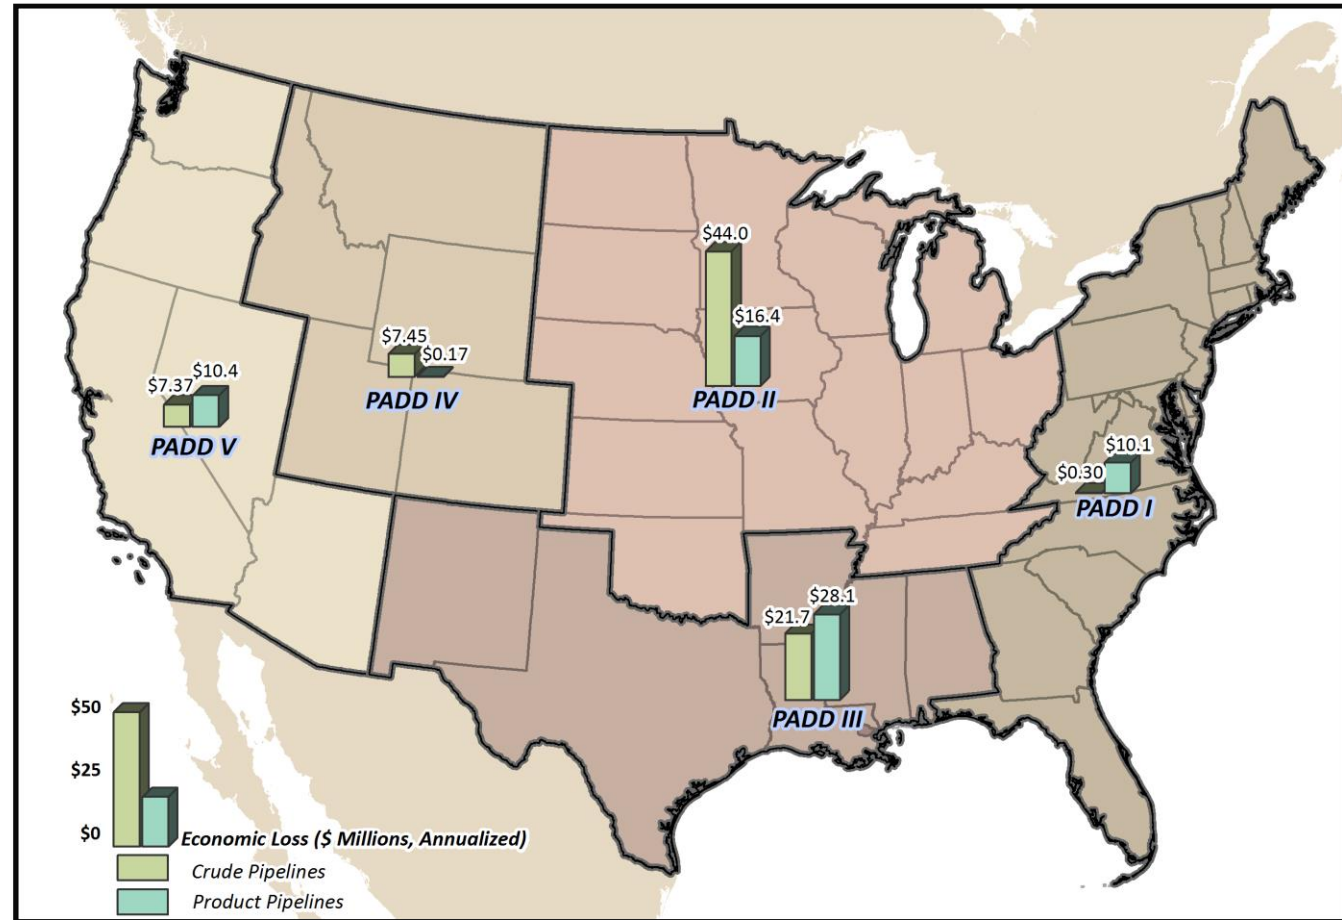 $44.0
$16.4
PADD II
$7.45
$0.17
PADD IV
$7.37
$10.4
PADD V
$0.30
$10.1
PADD I
$21.7
$28.1
PADD III
$50
$25
$0
Economic Loss ($ Millions, Annualized)
Crude Pipelines
Product Pipelines